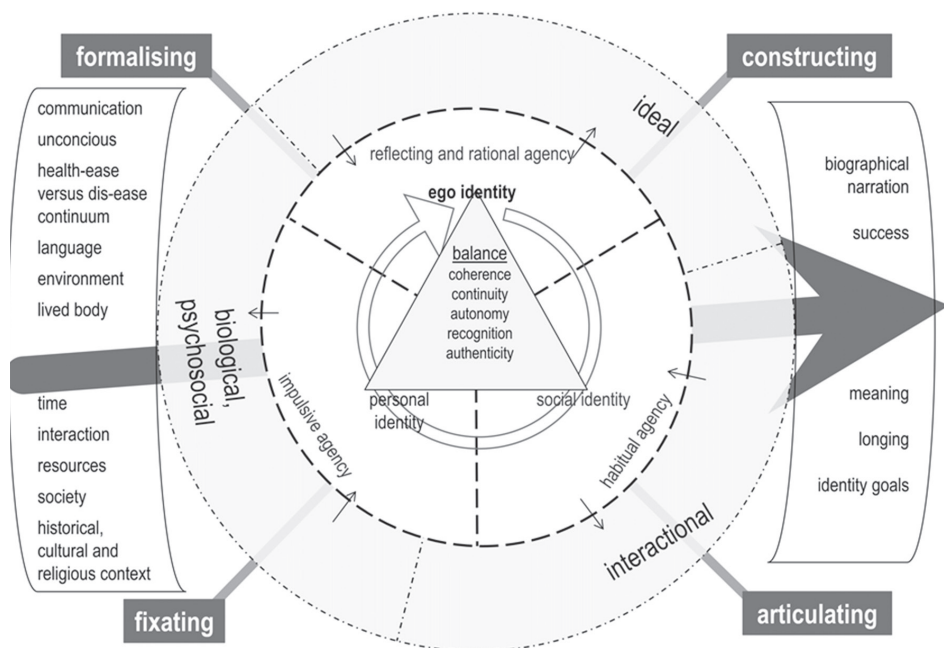 formalising
constructing
communication
unconcious
health-ease
versus dis-ease
continuum
language
environment
lived body
time
interaction
resources
society
historical,
cultural and
religious context
fixating
biological,
psychosocial
ideal
reflecting and rational agency
ego identity
balance
coherence
continuity
autonomy
recognition
authenticity
personal
identity
social identity
impulsive agency
habitual agency
interactional
biographical
narration
success
meaning
longing
identity goals
articulating